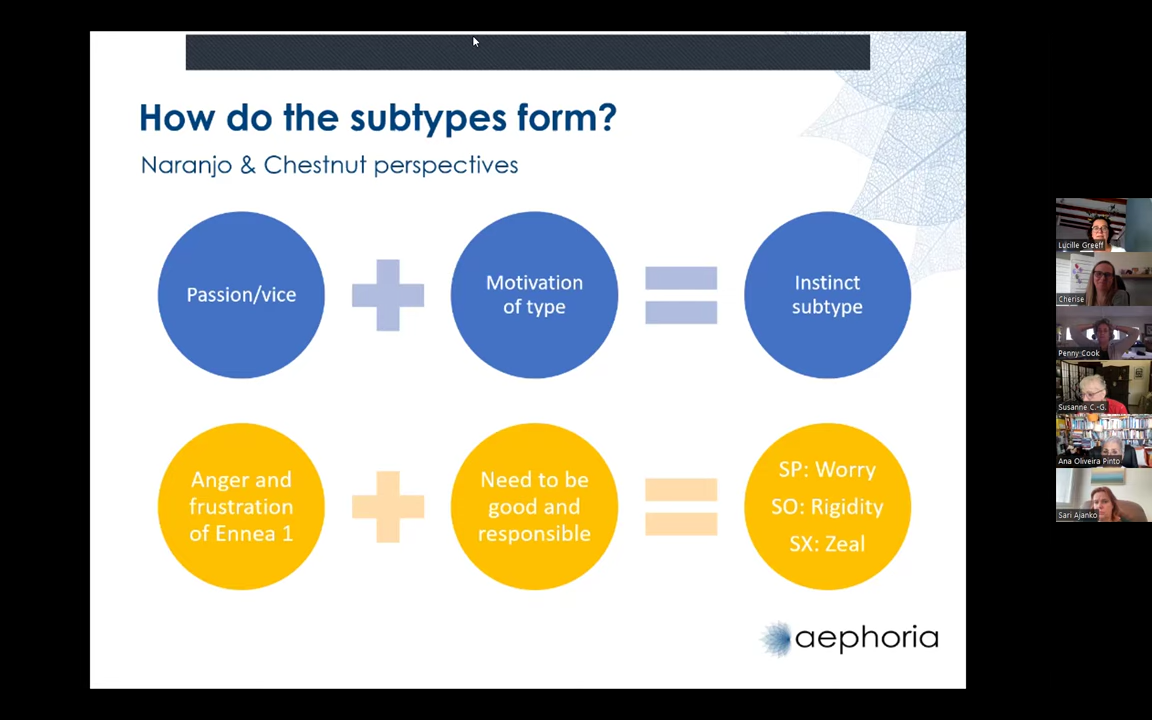 How do the subtypes form?
Naranjo & Chestnut perspectives
Passion/vice
Motivation
of type
Instinct
subtype
Anger and
frustration
of Ennea 1
Need to be
good and
responsible
SP: Worry
SO: Rigidity
SX: Zeal
aephoria
Lucille Greeff
Cherise
Penny Cook
Susanne C.-G.
Ana Oliveira Pinto
Sari Ajanko